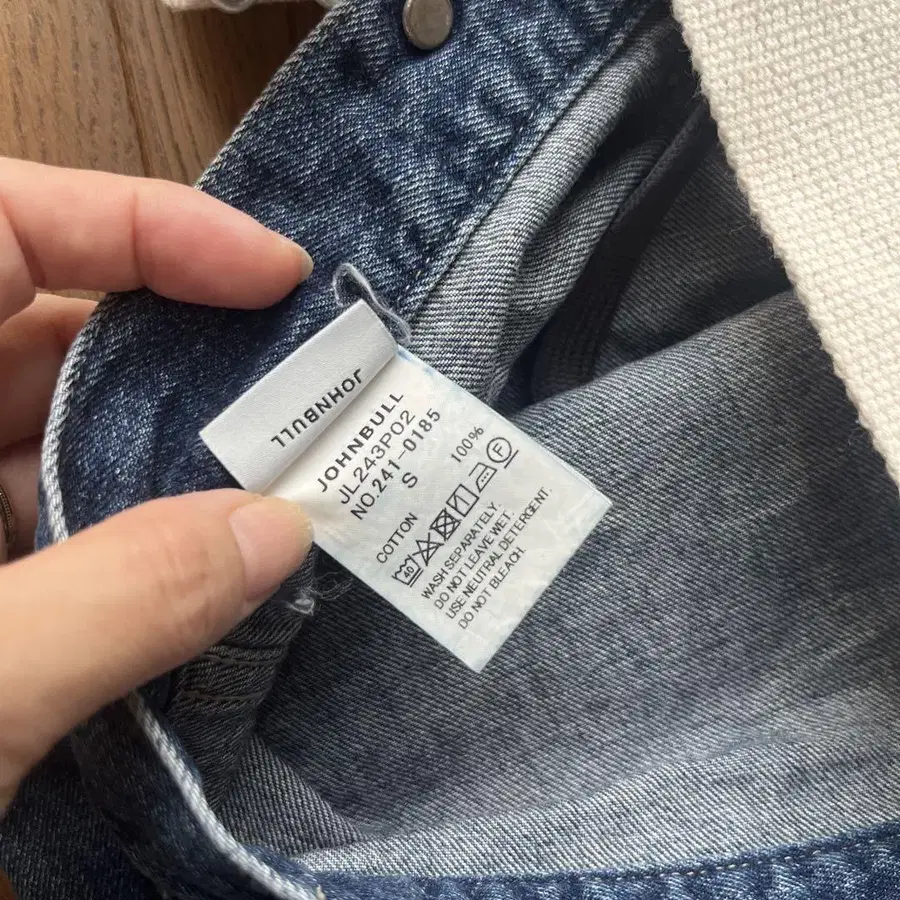 JOHNBULL
JOHNBULL
JL243P02
NO.241-0185
S
COTTON 100%
40 F
WASH SEPARATELY.
DO NOT LEAVE WET.
USE NEUTRAL DETERGENT.
DO NOT BLEACH.